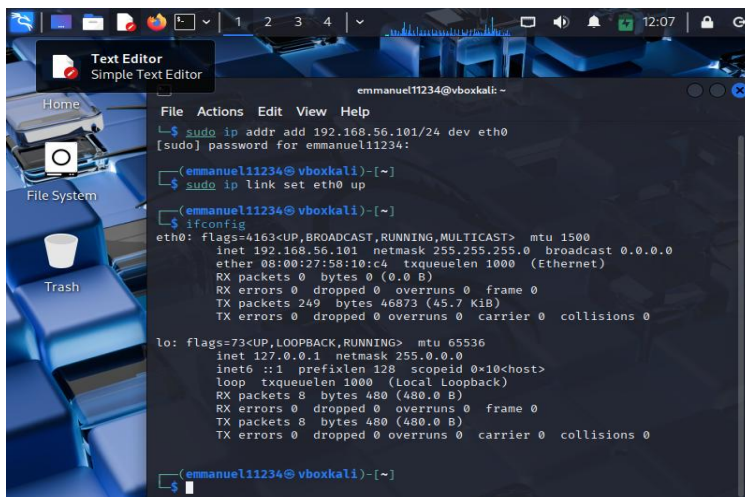 1 2 3 4 12:07
Text Editor
Simple Text Editor
emmanuel11234@vboxkali: ~
Home
File Actions Edit View Help
└─$ sudo ip addr add 192.168.56.101/24 dev eth0
[sudo] password for emmanuel11234:
┌──(emmanuel11234㉿vboxkali)-[~]
└─$ sudo ip link set eth0 up
File System
┌──(emmanuel11234㉿vboxkali)-[~]
└─$ ifconfig
eth0: flags=4163<UP,BROADCAST,RUNNING,MULTICAST> mtu 1500
inet 192.168.56.101 netmask 255.255.255.0 broadcast 0.0.0.0
ether 08:00:27:58:10:c4 txqueuelen 1000 (Ethernet)
RX packets 0 bytes 0 (0.0 B)
RX errors 0 dropped 0 overruns 0 frame 0
TX packets 249 bytes 46873 (45.7 KiB)
TX errors 0 dropped 0 overruns 0 carrier 0 collisions 0
Trash
lo: flags=73<UP,LOOPBACK,RUNNING> mtu 65536
inet 127.0.0.1 netmask 255.0.0.0
inet6 ::1 prefixlen 128 scopeid 0×10<host>
loop txqueuelen 1000 (Local Loopback)
RX packets 8 bytes 480 (480.0 B)
RX errors 0 dropped 0 overruns 0 frame 0
TX packets 8 bytes 480 (480.0 B)
TX errors 0 dropped 0 overruns 0 carrier 0 collisions 0
┌──(emmanuel11234㉿vboxkali)-[~]
└─$